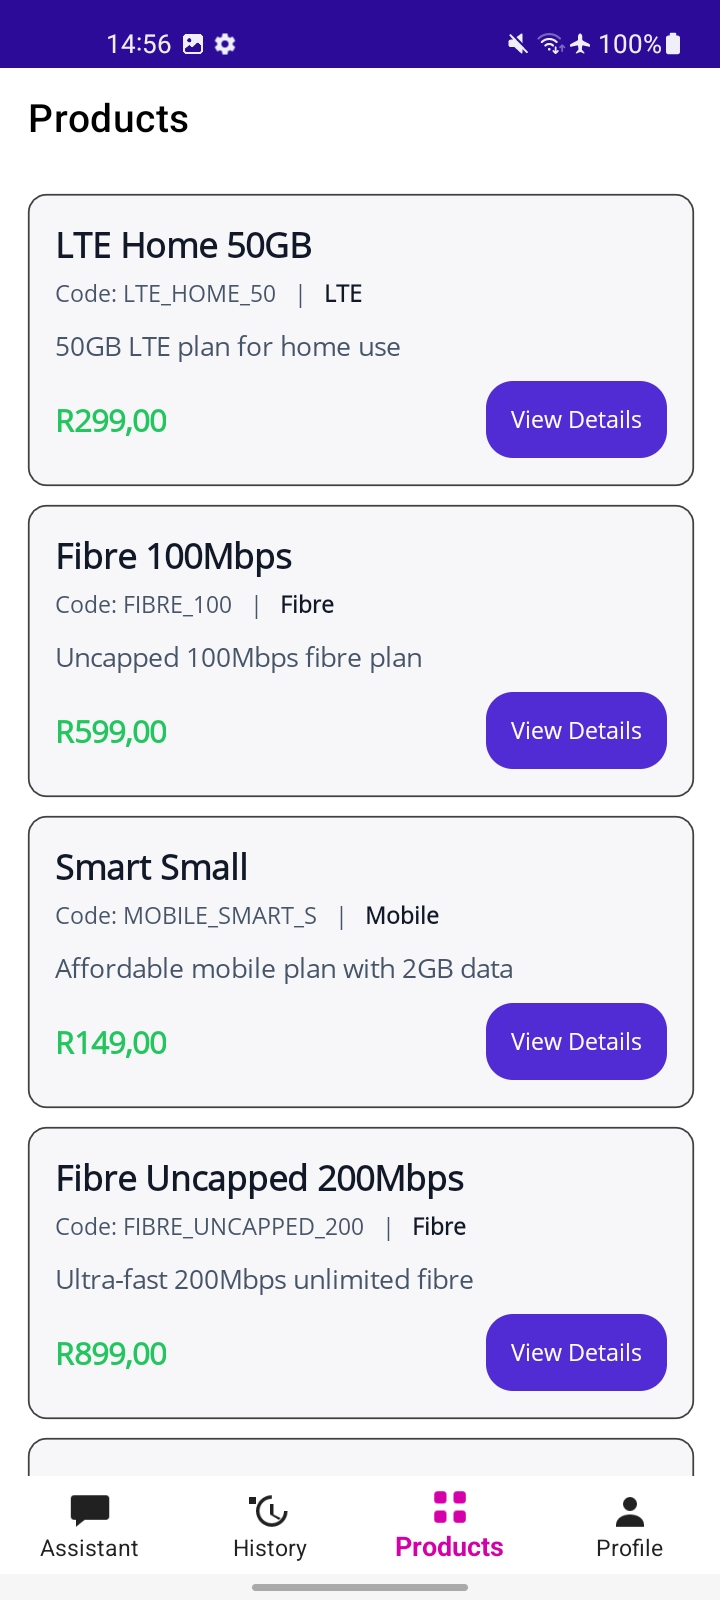 14:56 100%
Products
LTE Home 50GB
Code: LTE_HOME_50 | LTE
50GB LTE plan for home use
R299,00 View Details
Fibre 100Mbps
Code: FIBRE_100 | Fibre
Uncapped 100Mbps fibre plan
R599,00 View Details
Smart Small
Code: MOBILE_SMART_S | Mobile
Affordable mobile plan with 2GB data
R149,00 View Details
Fibre Uncapped 200Mbps
Code: FIBRE_UNCAPPED_200 | Fibre
Ultra-fast 200Mbps unlimited fibre
R899,00 View Details
Assistant History Products Profile